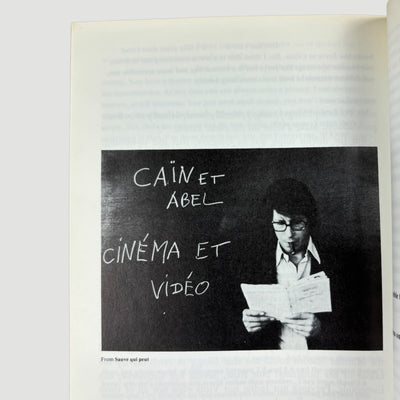 CAÏN ET
ABEL
CINÉMA ET
VIDÉO
From Sauve qui peut